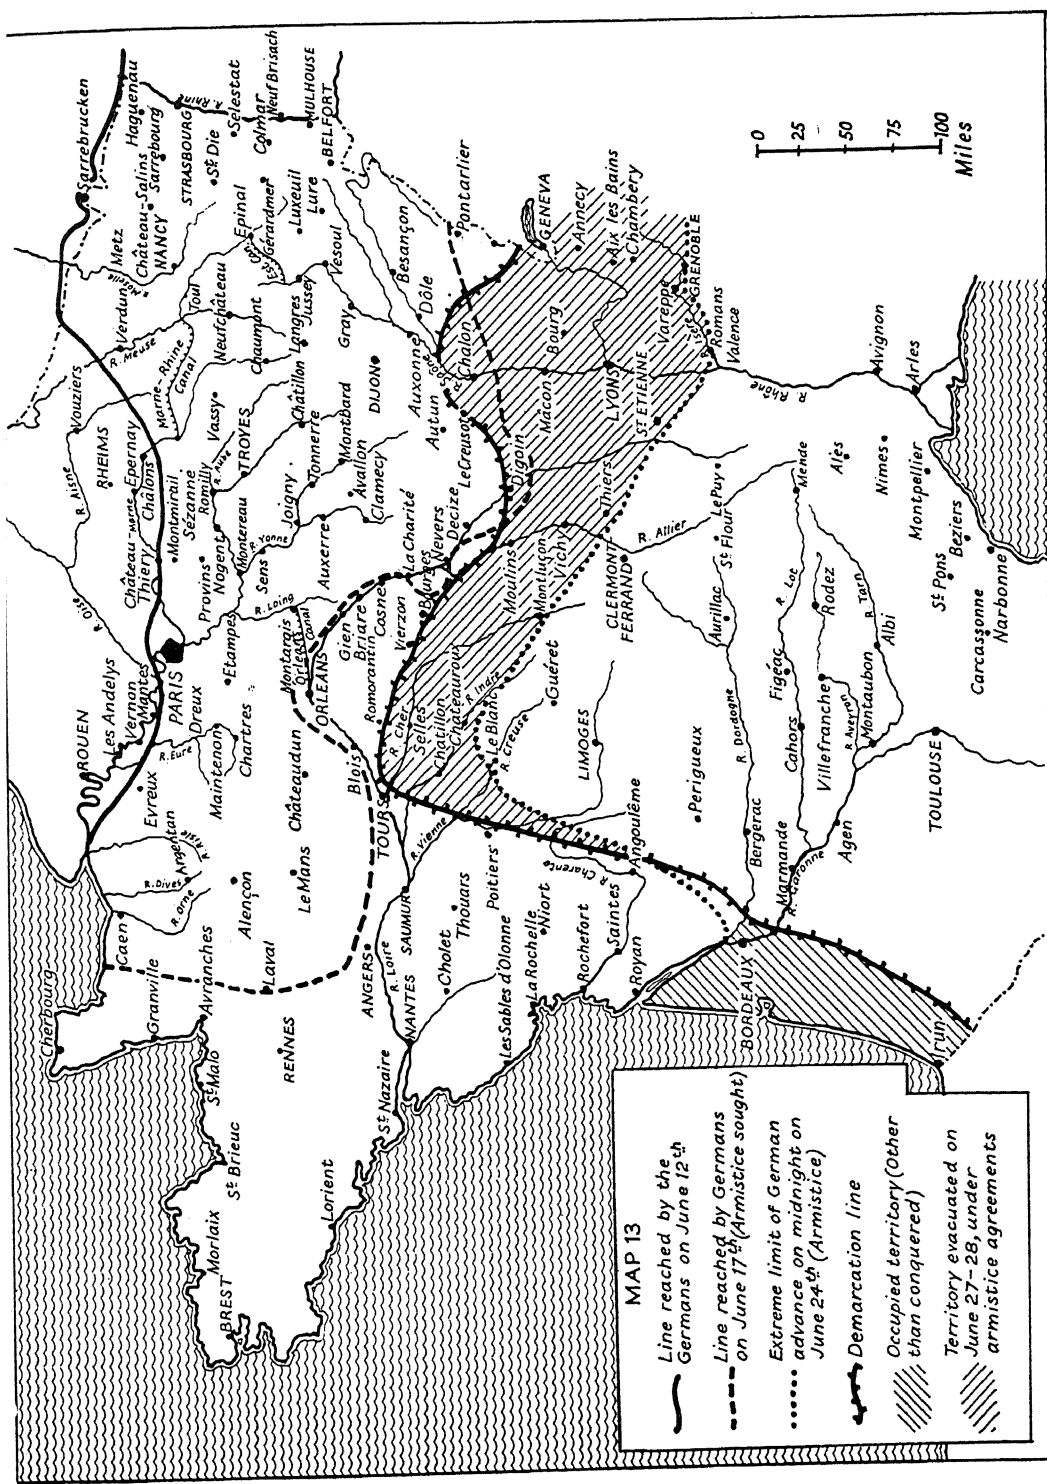 MAP 13
Line reached by the
Germans on June 12th
Line reached by Germans
on June 17th (Armistice sought)
Extreme limit of German
advance on midnight on
June 24th (Armistice)
Demarcation line
Occupied territory (Other
than conquered)
Territory evacuated on
June 27-28, under
armistice agreements
0
25
50
75
100
Miles
Cherbourg
Caen
Granville
Avranches
St Malo
St Brieuc
Morlaix
BREST
Lorient
RENNES
Laval
St Nazaire
NANTES
ANGERS
R. Loire
SAUMUR
Cholet
Thouars
Les Sables d'Olonne
La Rochelle
Niort
Poitiers
Rochefort
Saintes
Royan
R. Charente
Angoulême
BORDEAUX
Irun
ROUEN
Les Andelys
Vernon
Mantes
PARIS
Evreux
R. Eure
Dreux
Maintenon
Chartres
R. Dives
Argentan
R. Orne
R. Risle
Alençon
Le Mans
Châteaudun
Etampes
Blois
TOURS
R. Vienne
ORLÉANS
Orleans
Canal
Montargis
R. Loing
Gien
Briare
Cosne
Romorantin
Vierzon
Bourges
La Charité
Nevers
Decize
R. Cher
Selles
Chatillon
Châteauroux
R. Indre
Le Blanc
R. Creuse
Guéret
LIMOGES
Perigueux
Moulins
Montluçon
Vichy
CLERMONT
FERRAND
R. Allier
Thiers
Digoin
Le Creusot
Autun
R. Oise
R. Aisne
Vouziers
RHEIMS
Château-
Thierry
Epernay
Châlons
Marne-Rhine
Canal
Montmirail
Sézanne
Romilly
R. Aube
Provins
Nogent
Montereau
TROYES
Vassy
Sens
R. Yonne
Joigny
Auxerre
Tonnerre
Châtillon
Montbard
Avallon
Clamecy
DIJON
Auxonne
R. Saône
Chalon
Dôle
Gray
Besançon
Vesoul
Jussey
Langres
Chaumont
Neufchâteau
Toul
R. Meuse
Verdun
R. Moselle
Metz
Château-Salins
NANCY
Sarrebrucken
Sarrebourg
Haguenau
STRASBOURG
R. Rhine
St Die
Sélestat
Colmar
Neuf Brisach
MULHOUSE
BELFORT
Epinal
Gérardmer
Luxeuil
Lure
Pontarlier
GENEVA
Annecy
Aix les Bains
Chambery
Bourg
Mâcon
LYONS
St ETIENNE
Voreppe
R. Isère
GRENOBLE
Romans
Valence
R. Rhône
Avignon
Arles
Nimes
Alès
Montpellier
Mende
Le Puy
St Flour
Aurillac
R. Dordogne
Bergerac
Figéac
R. Lot
Rodez
Cahors
Villefranche
R. Aveyron
R. Tarn
Albi
Montaubon
Marmande
R. Garonne
Agen
TOULOUSE
St Pons
Beziers
Carcassonne
Narbonne